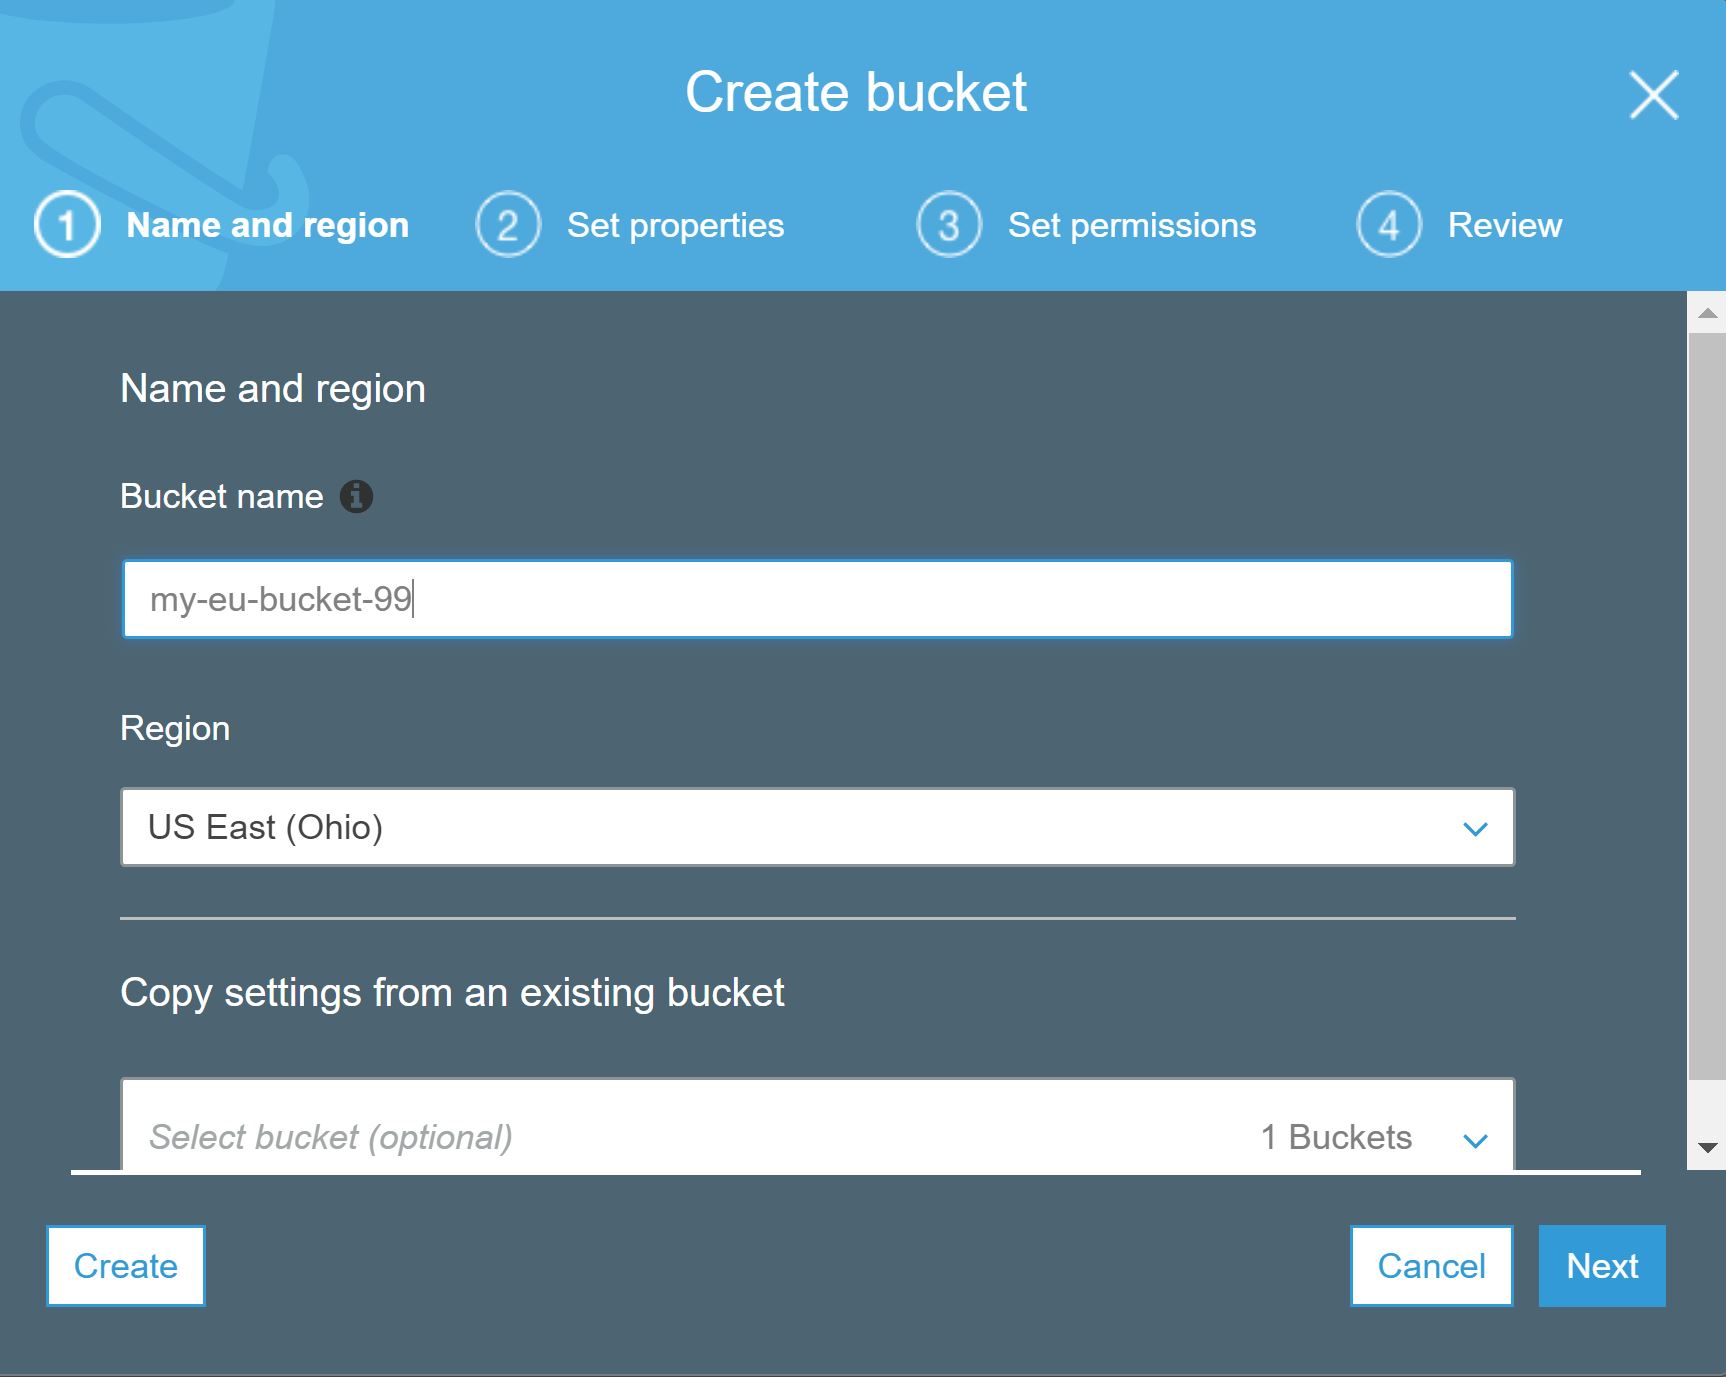 Create bucket
1 Name and region 2 Set properties 3 Set permissions 4 Review
Name and region
Bucket name
my-eu-bucket-99
Region
US East (Ohio)
Copy settings from an existing bucket
Select bucket (optional) 1 Buckets
Create Cancel Next